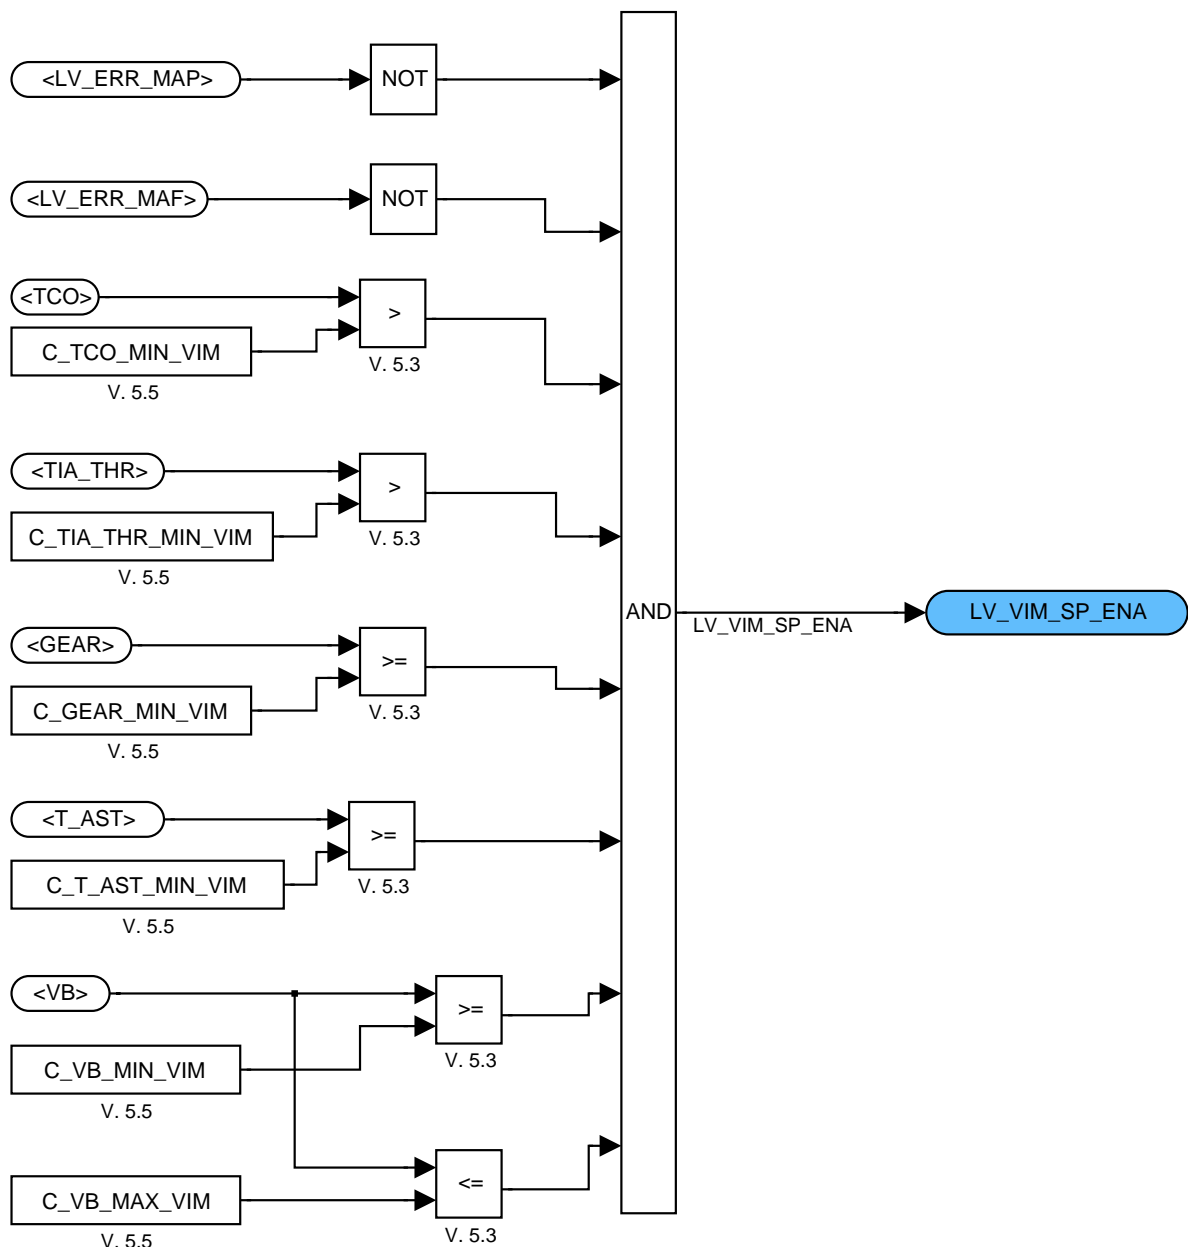 <LV_ERR_MAP>
NOT
<LV_ERR_MAF>
NOT
<TCO>
>
C_TCO_MIN_VIM
V. 5.3
V. 5.5
<TIA_THR>
>
C_TIA_THR_MIN_VIM
V. 5.3
V. 5.5
AND
LV_VIM_SP_ENA
LV_VIM_SP_ENA
<GEAR>
>=
C_GEAR_MIN_VIM
V. 5.3
V. 5.5
<T_AST>
>=
C_T_AST_MIN_VIM
V. 5.3
V. 5.5
<VB>
>=
C_VB_MIN_VIM
V. 5.3
V. 5.5
<=
C_VB_MAX_VIM
V. 5.3
V. 5.5